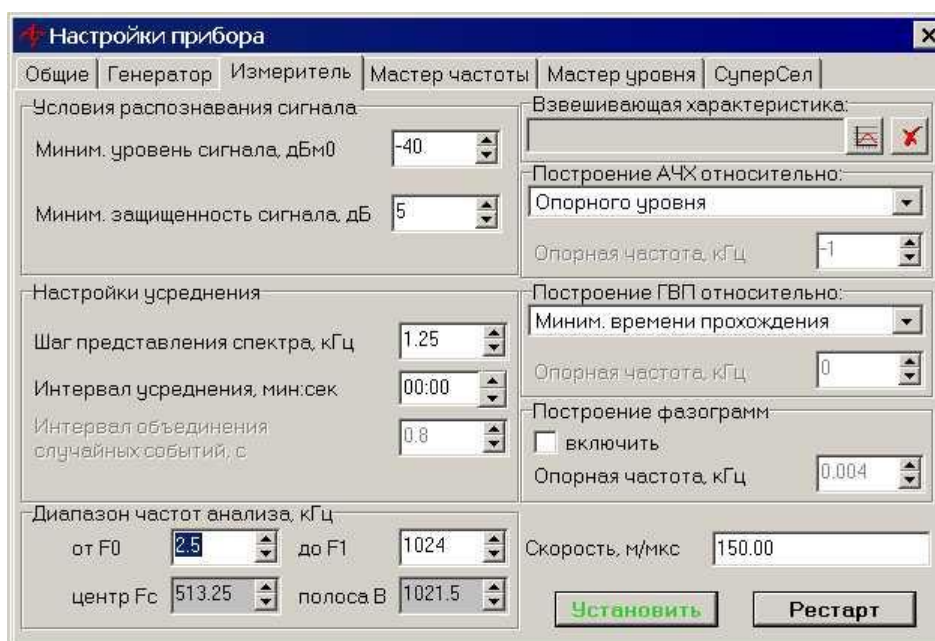 Настройки прибора
Общие Генератор Измеритель Мастер частоты Мастер уровня СуперСел
Условия распознавания сигнала
Миним. уровень сигнала, дБм0 -40
Миним. защищенность сигнала, дБ 5
Взвешивающая характеристика:
Построение АЧХ относительно:
Опорного уровня
Опорная частота, кГц -1
Настройки усреднения
Шаг представления спектра, кГц 1.25
Интервал усреднения, мин:сек 00:00
Интервал объединения
случайных событий, с 0.8
Построение ГВП относительно:
Миним. времени прохождения
Опорная частота, кГц 0
Построение фазограмм
включить
Опорная частота, кГц 0.004
Диапазон частот анализа, кГц
от F0 2.5 до F1 1024
центр Fc 513.25 полоса B 1021.5
Скорость, м/мкс 150.00
Установить Рестарт